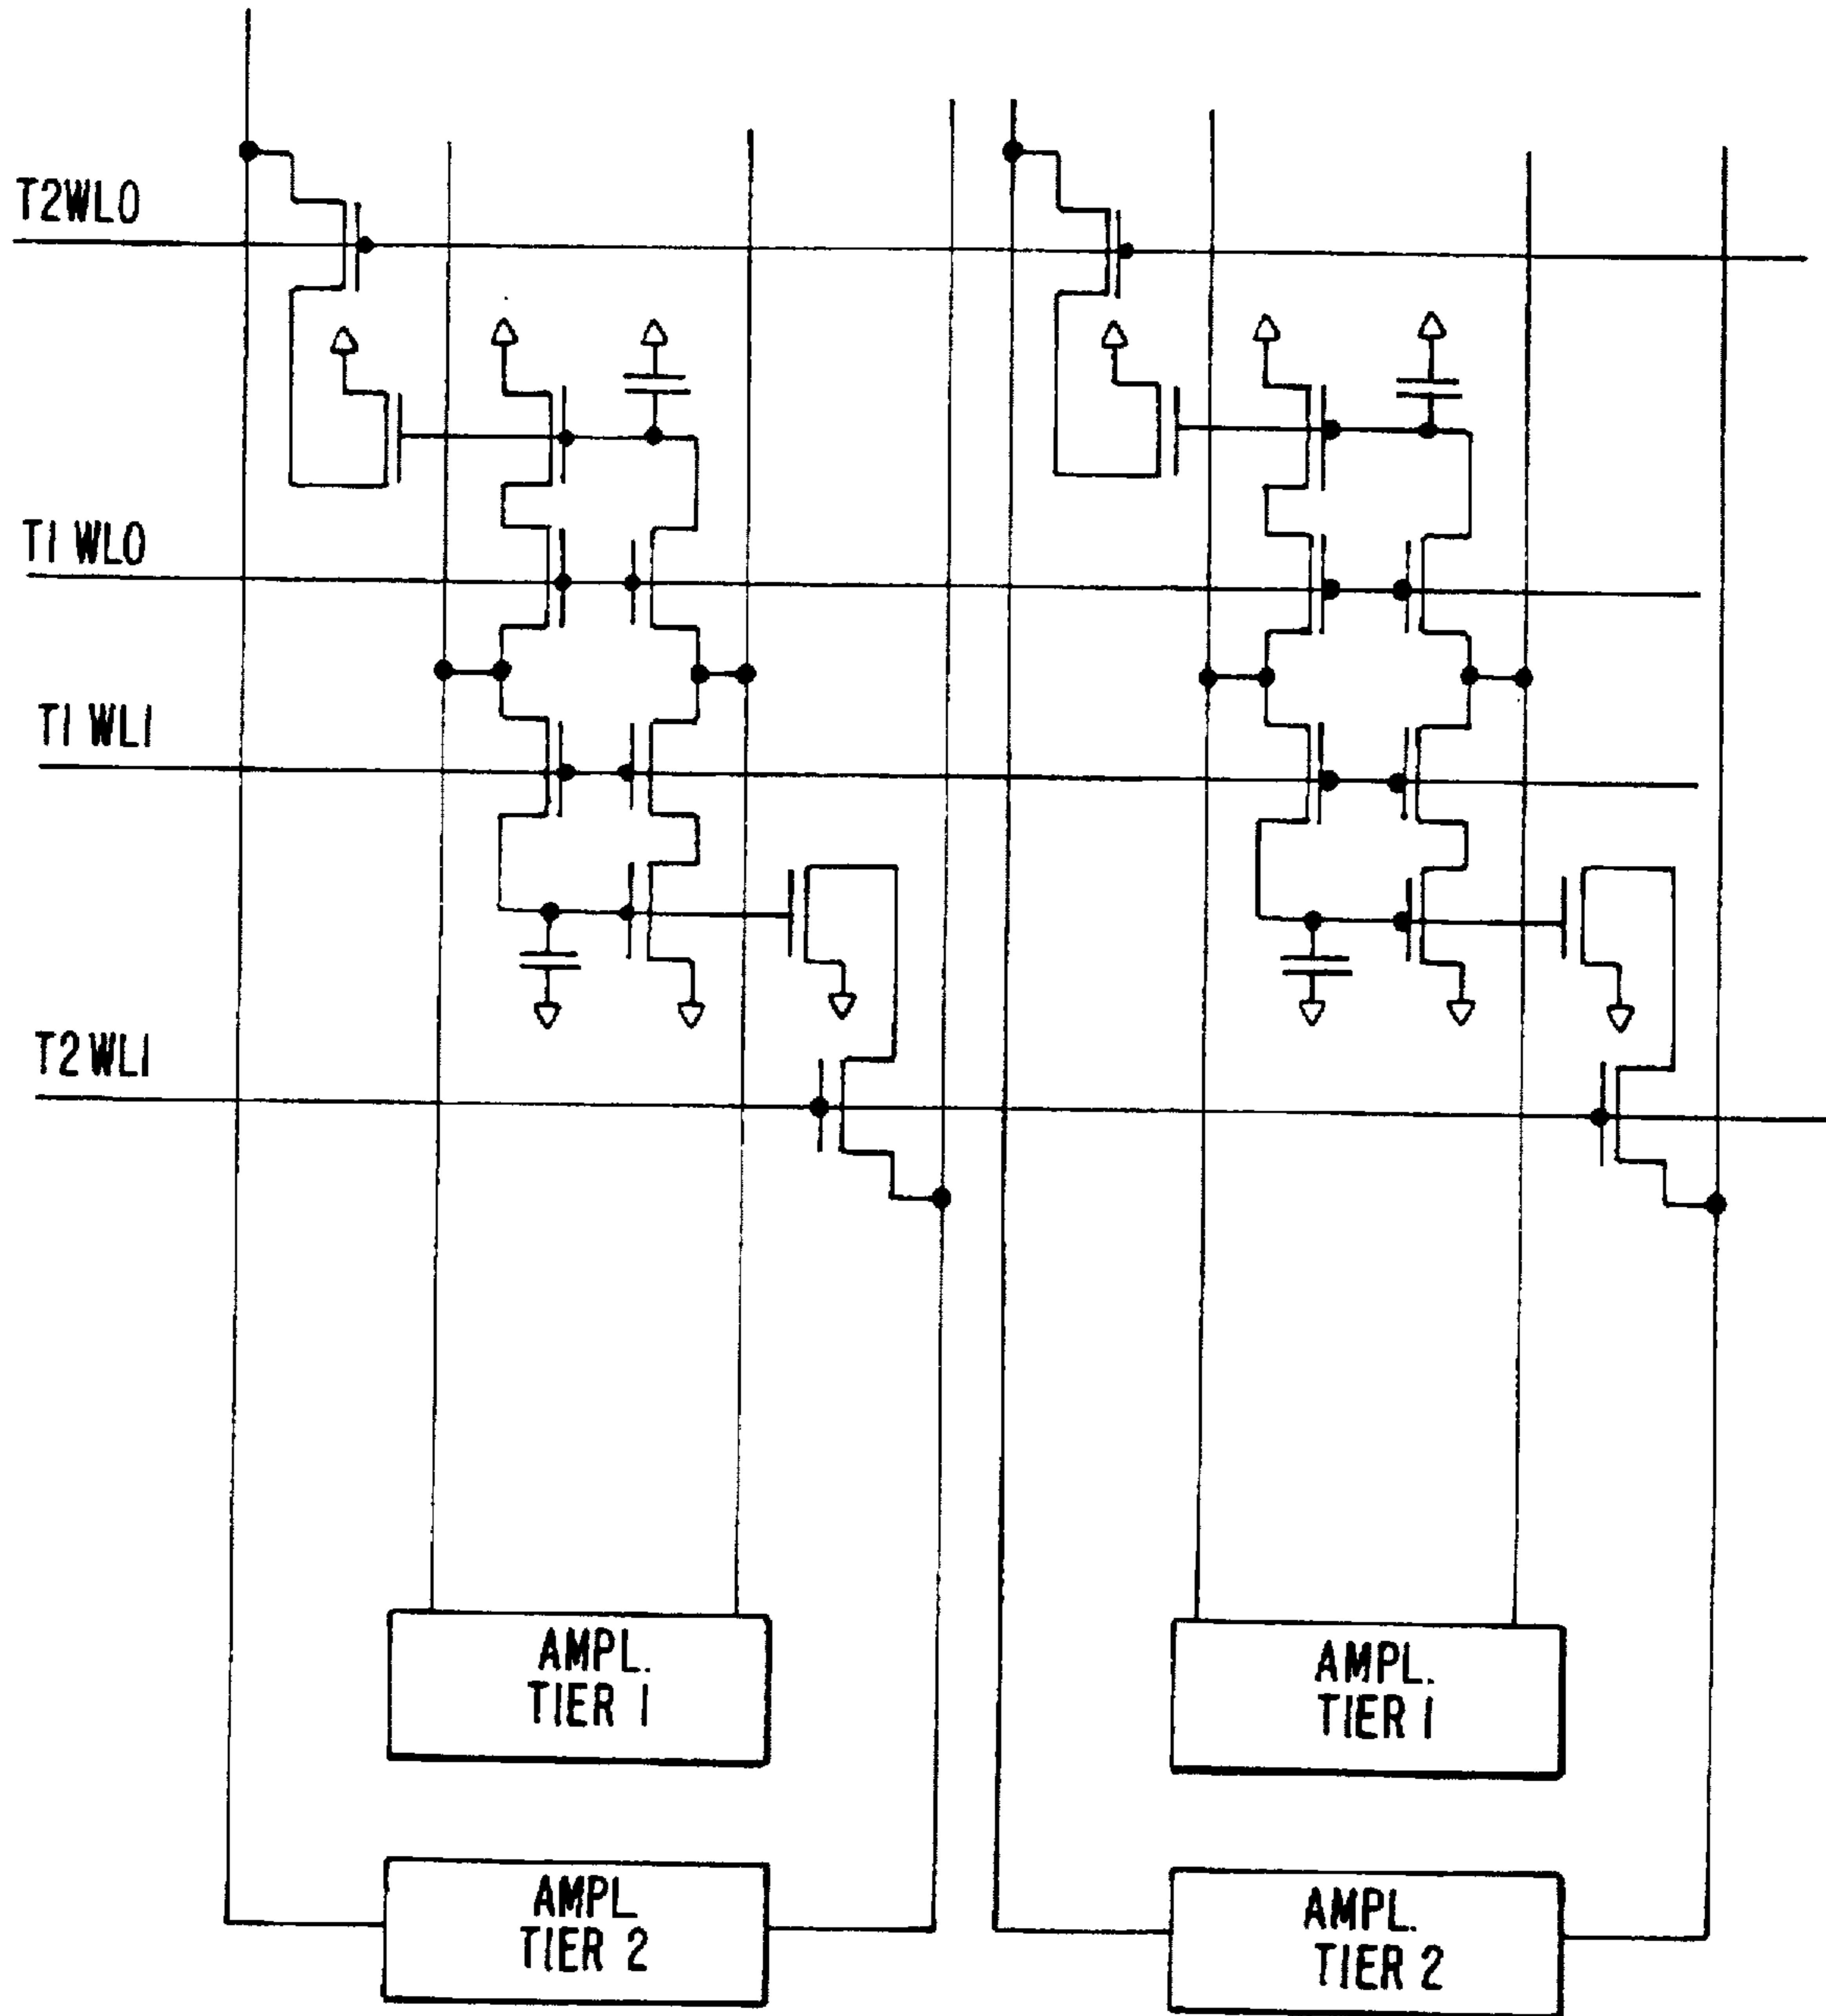 T2WL0
T1 WL0
T1 WL1
T2 WL1
AMPL.
TIER 1
AMPL.
TIER 1
AMPL
TIER 2
AMPL.
TIER 2